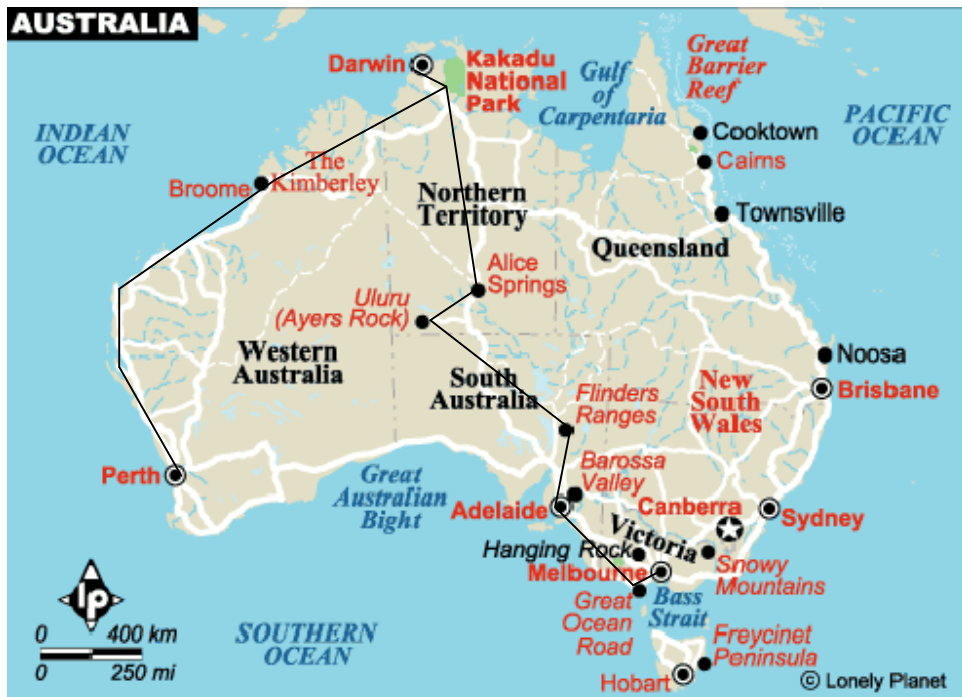 AUSTRALIA
Darwin
Kakadu
National
Park
Gulf
of
Carpentaria
Great
Barrier
Reef
INDIAN
OCEAN
PACIFIC
OCEAN
Cooktown
Cairns
Broome
The
Kimberley
Northern
Territory
Townsville
Queensland
Alice
Springs
Uluru
(Ayers Rock)
Western
Australia
South
Australia
Noosa
Brisbane
New
South
Wales
Flinders
Ranges
Perth
Great
Australian
Bight
Barossa
Valley
Adelaide
Canberra
Sydney
Victoria
Hanging Rock
Melbourne
Snowy
Mountains
Great
Ocean
Road
Bass
Strait
lp
0 400 km
0 250 mi
SOUTHERN
OCEAN
Freycinet
Peninsula
Hobart
© Lonely Planet